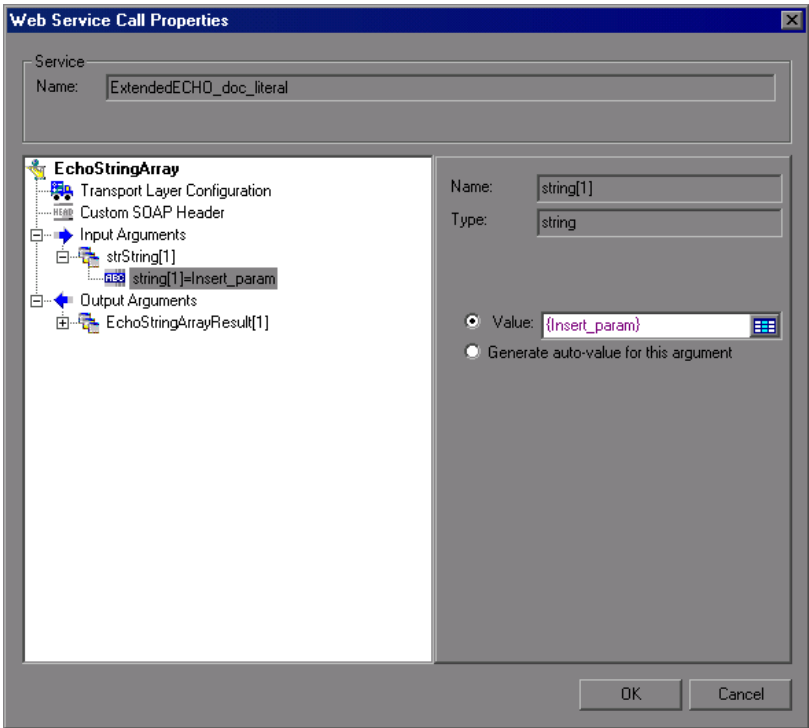 Web Service Call Properties
Service
Name: ExtendedECHO_doc_literal
EchoStringArray
Transport Layer Configuration
HEAD Custom SOAP Header
Input Arguments
strString[1]
ABC string[1]=Insert_param
Output Arguments
EchoStringArrayResult[1]
Name: string[1]
Type: string
Value: {Insert_param}
Generate auto-value for this argument
OK Cancel